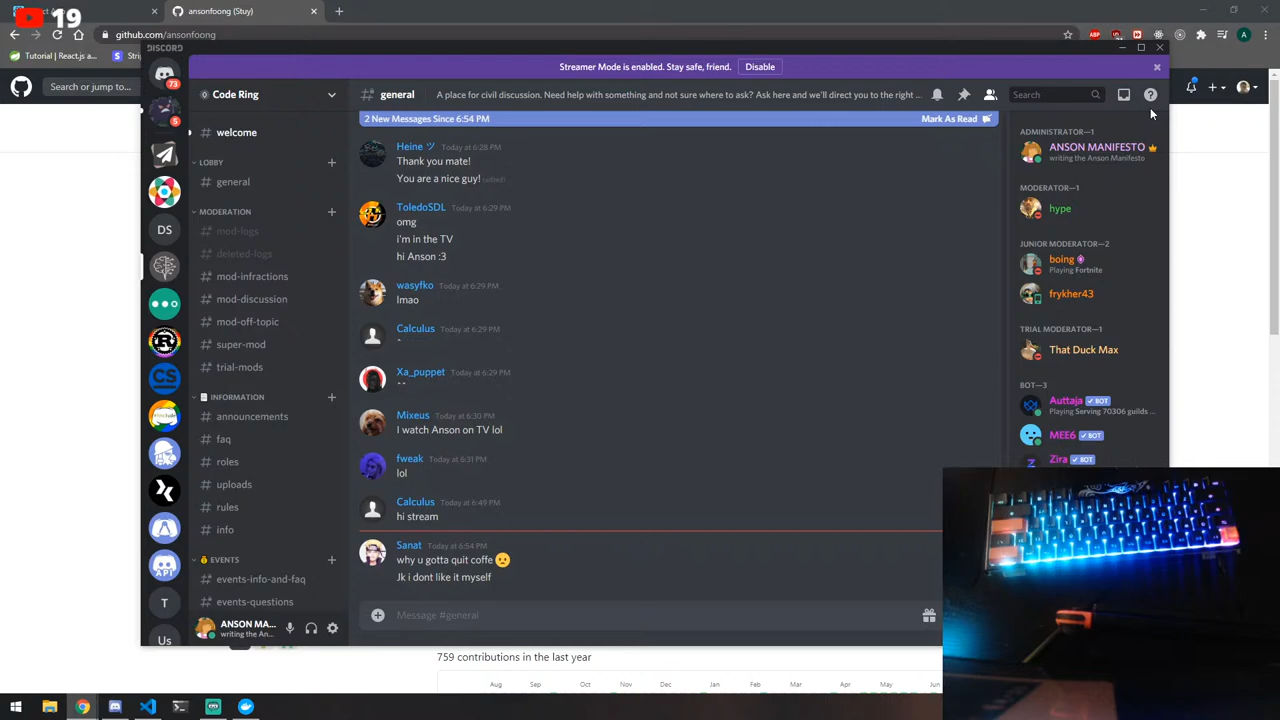 19
ansonfoong (Stuy)
github.com/ansonfoong
ABP
A
Tutorial | React.js a...
Search or jump to...
DISCORD
Streamer Mode is enabled. Stay safe, friend.
Disable
73
5
DS
CS
API
T
Us
Code Ring
welcome
LOBBY
general
MODERATION
mod-logs
deleted-logs
mod-infractions
mod-discussion
mod-off-topic
super-mod
trial-mods
INFORMATION
announcements
faq
roles
uploads
rules
info
EVENTS
events-info-and-faq
events-questions
ANSON MA...
writing the An...
general
A place for civil discussion. Need help with something and not sure where to ask? Ask here and we'll direct you to the right ...
Search
2 New Messages Since 6:54 PM
Mark As Read
Heine ツ Today at 6:28 PM
Thank you mate!
You are a nice guy! (edited)
ToledoSDL Today at 6:29 PM
omg
i'm in the TV
hi Anson :3
wasyfko Today at 6:29 PM
lmao
Calculus Today at 6:29 PM
^
Xa_puppet Today at 6:29 PM
^^
Mixeus Today at 6:30 PM
I watch Anson on TV lol
fweak Today at 6:31 PM
lol
Calculus Today at 6:49 PM
hi stream
Sanat Today at 6:54 PM
why u gotta quit coffe 😟
Jk i dont like it myself
Message #general
ADMINISTRATOR—1
ANSON MANIFESTO
writing the Anson Manifesto
MODERATOR—1
hype
JUNIOR MODERATOR—2
boing
Playing Fortnite
frykher43
TRIAL MODERATOR—1
That Duck Max
BOT—3
Auttaja BOT
Playing Serving 70306 guilds ...
MEE6 BOT
Zira BOT
759 contributions in the last year
Aug Sep Oct Nov Dec Jan Feb Mar Apr May Jun